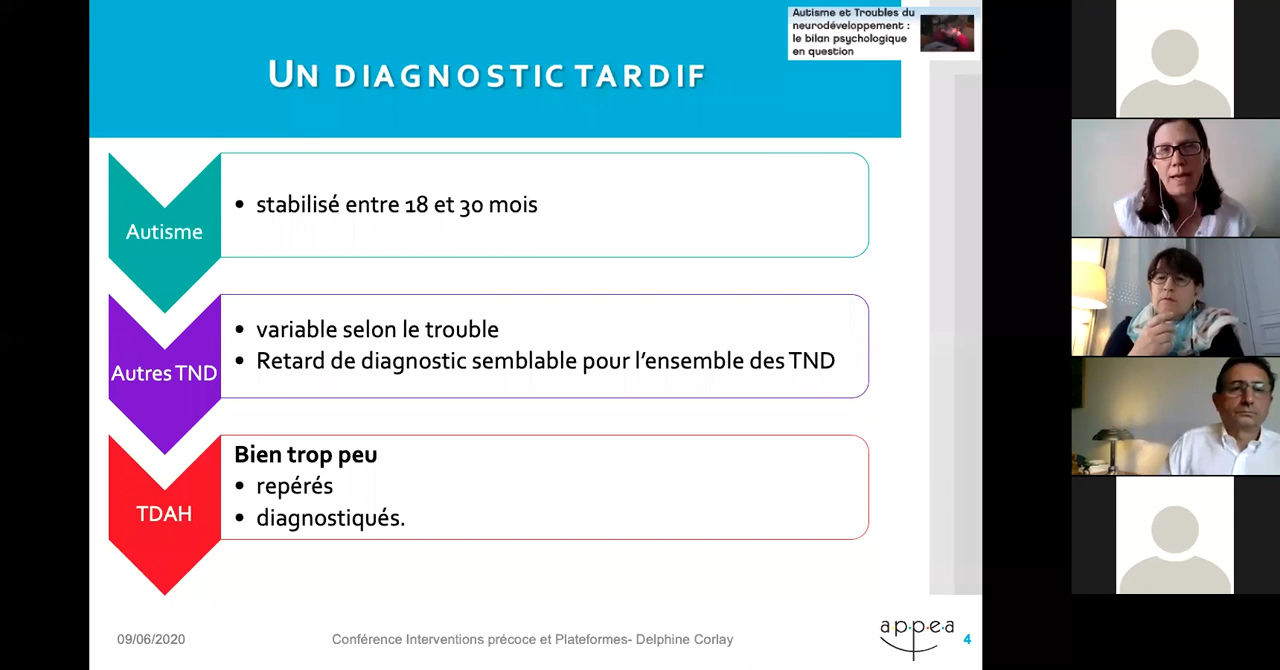 Autisme et Troubles du
neurodéveloppement :
le bilan psychologique
en question
UN DIAGNOSTIC TARDIF
Autisme
• stabilisé entre 18 et 30 mois
Autres TND
• variable selon le trouble
• Retard de diagnostic semblable pour l'ensemble des TND
TDAH
Bien trop peu
• repérés
• diagnostiqués.
09/06/2020
Conférence Interventions précoce et Plateformes- Delphine Corlay
a·p·p·e·a
4